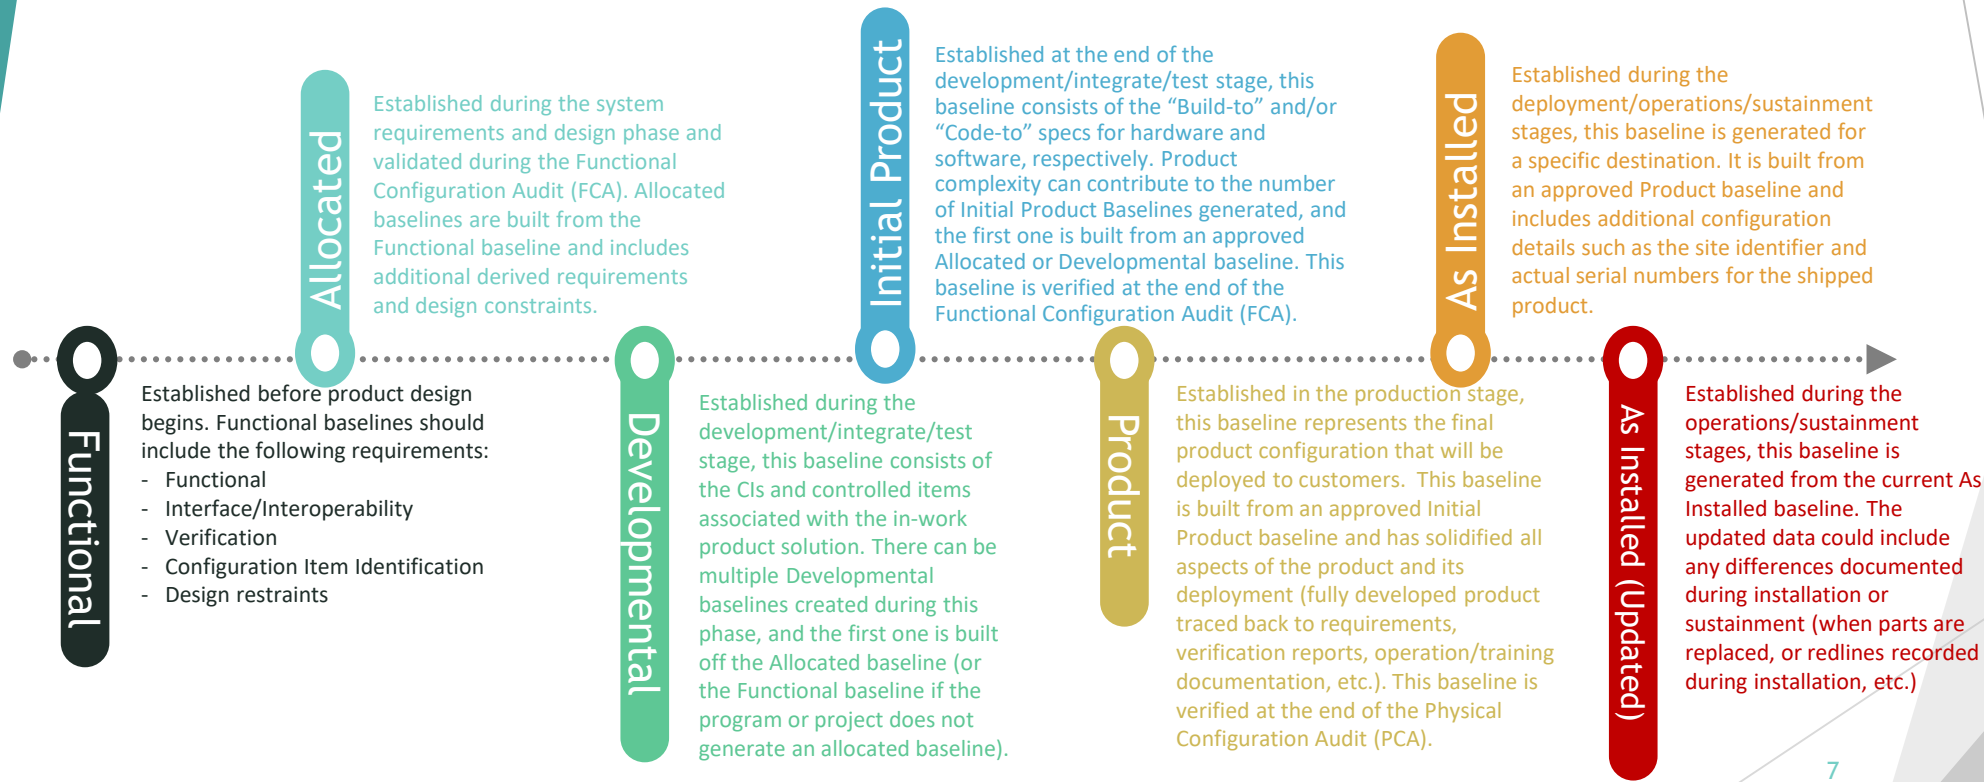 Functional
Established before product design
begins. Functional baselines should
include the following requirements:
- Functional
- Interface/Interoperability
- Verification
- Configuration Item Identification
- Design restraints
Allocated
Established during the system
requirements and design phase and
validated during the Functional
Configuration Audit (FCA). Allocated
baselines are built from the
Functional baseline and includes
additional derived requirements
and design constraints.
Developmental
Established during the
development/integrate/test
stage, this baseline consists of
the CIs and controlled items
associated with the in-work
product solution. There can be
multiple Developmental
baselines created during this
phase, and the first one is built
off the Allocated baseline (or
the Functional baseline if the
program or project does not
generate an allocated baseline).
Initial Product
Established at the end of the
development/integrate/test stage, this
baseline consists of the “Build-to” and/or
“Code-to” specs for hardware and
software, respectively. Product
complexity can contribute to the number
of Initial Product Baselines generated, and
the first one is built from an approved
Allocated or Developmental baseline. This
baseline is verified at the end of the
Functional Configuration Audit (FCA).
Product
Established in the production stage,
this baseline represents the final
product configuration that will be
deployed to customers.  This baseline
is built from an approved Initial
Product baseline and has solidified all
aspects of the product and its
deployment (fully developed product
traced back to requirements,
verification reports, operation/training
documentation, etc.). This baseline is
verified at the end of the Physical
Configuration Audit (PCA).
As Installed
Established during the
deployment/operations/sustainment
stages, this baseline is generated for
a specific destination. It is built from
an approved Product baseline and
includes additional configuration
details such as the site identifier and
actual serial numbers for the shipped
product.
As Installed (Updated)
Established during the
operations/sustainment
stages, this baseline is
generated from the current As
Installed baseline. The
updated data could include
any differences documented
during installation or
sustainment (when parts are
replaced, or redlines recorded
during installation, etc.)
7